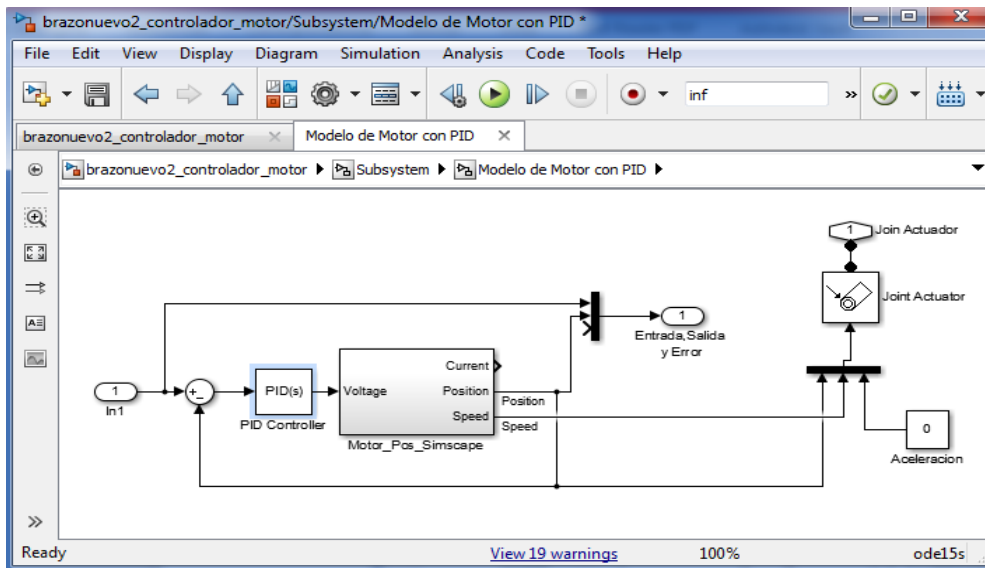 brazonuevo2_controlador_motor/Subsystem/Modelo de Motor con PID *
File Edit View Display Diagram Simulation Analysis Code Tools Help
inf »
brazonuevo2_controlador_motor Modelo de Motor con PID
brazonuevo2_controlador_motor Subsystem Modelo de Motor con PID
1
Join Actuador
Joint Actuator
1
Entrada,Salida
y Error
1
In1
+_
PID(s)
PID Controller
Voltage
Current
Position
Speed
Motor_Pos_Simscape
Position
Speed
0
Aceleracion
»
Ready View 19 warnings 100% ode15s